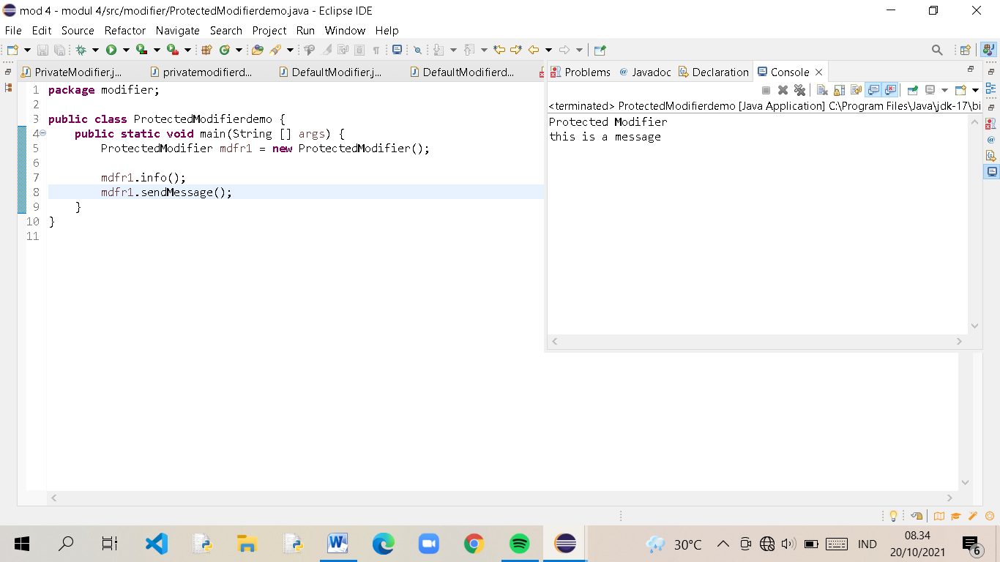 mod 4 - modul 4/src/modifier/ProtectedModifierdemo.java - Eclipse IDE
File Edit Source Refactor Navigate Search Project Run Window Help
PrivateModifier.j... privatemodifierd... DefaultModifier.j... DefaultModifierd...
Problems @ Javadoc Declaration Console
<terminated> ProtectedModifierdemo [Java Application] C:\Program Files\Java\jdk-17\bi
Protected Modifier
this is a message
1 package modifier;
2
3 public class ProtectedModifierdemo {
4 public static void main(String [] args) {
5 ProtectedModifier mdfr1 = new ProtectedModifier();
6
7 mdfr1.info();
8 mdfr1.sendMessage();
9 }
10 }
11
30°C
IND
08.34
20/10/2021
6